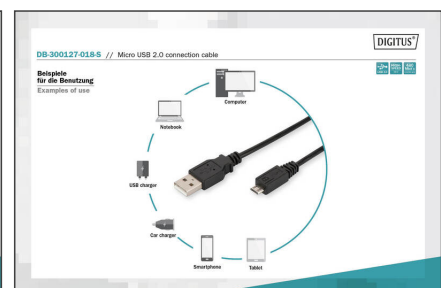 DIGITUS®
DB-300127-018-S // Micro USB 2.0 connection cable
Beispiele
für die Benutzung
Examples of use
Computer
Notebook
USB charger
Car charger
Smartphone
Tablet